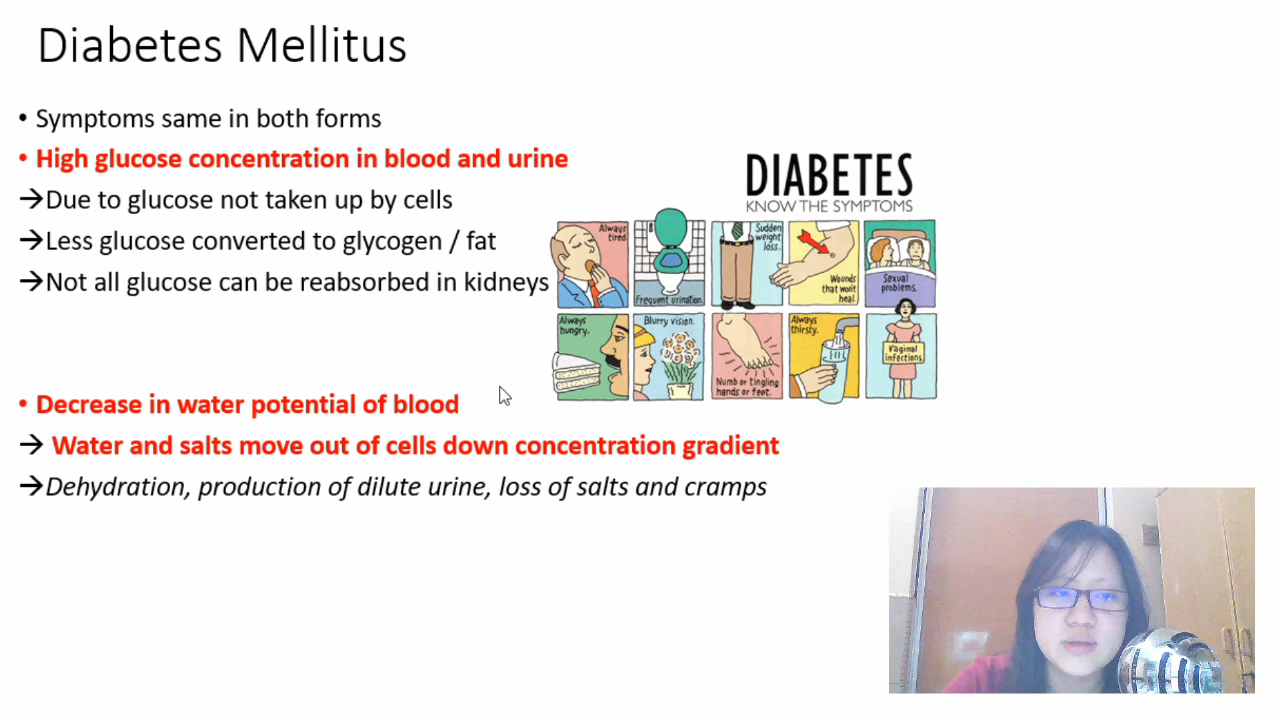 Diabetes Mellitus
• Symptoms same in both forms
• High glucose concentration in blood and urine
→Due to glucose not taken up by cells
→Less glucose converted to glycogen / fat
→Not all glucose can be reabsorbed in kidneys
DIABETES
KNOW THE SYMPTOMS
Always
tired.
Frequent urination.
Sudden
weight
loss.
Wounds
that won't
heal.
Sexual
problems.
Always
hungry.
Blurry vision.
Numb or tingling
hands or feet.
Always
thirsty.
Vaginal
infections.
• Decrease in water potential of blood
→ Water and salts move out of cells down concentration gradient
→Dehydration, production of dilute urine, loss of salts and cramps